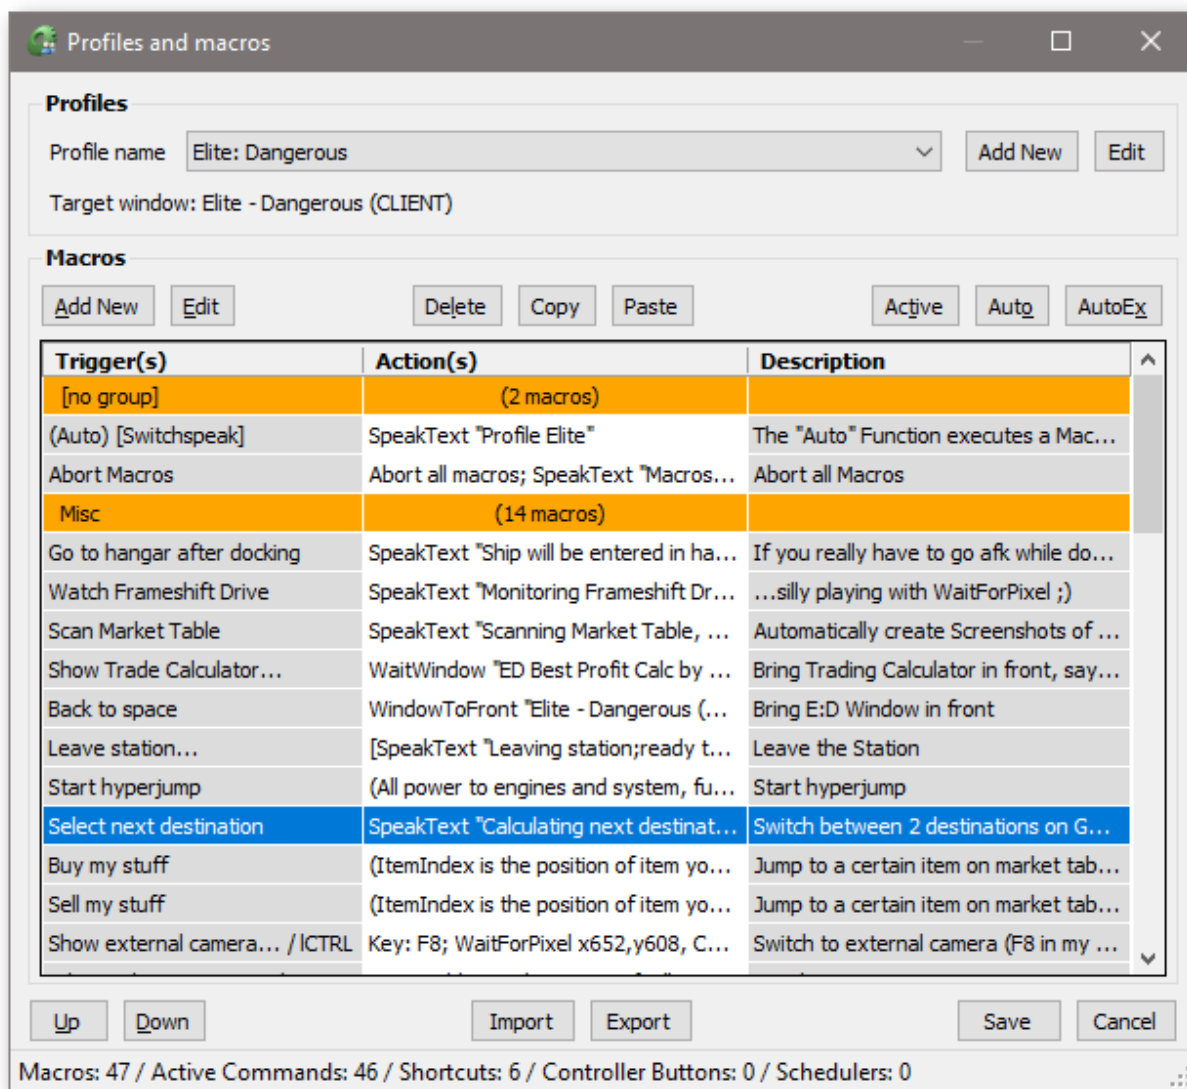 Profiles and macros
Profiles
Profile name Elite: Dangerous Add New Edit
Target window: Elite - Dangerous (CLIENT)
Macros
Add New Edit Delete Copy Paste Active Auto AutoEx
Trigger(s) Action(s) Description
[no group] (2 macros)
(Auto) [Switchspeak] SpeakText "Profile Elite" The "Auto" Function executes a Mac...
Abort Macros Abort all macros; SpeakText "Macros... Abort all Macros
Misc (14 macros)
Go to hangar after docking SpeakText "Ship will be entered in ha... If you really have to go afk while do...
Watch Frameshift Drive SpeakText "Monitoring Frameshift Dr... ...silly playing with WaitForPixel ;)
Scan Market Table SpeakText "Scanning Market Table, ... Automatically create Screenshots of ...
Show Trade Calculator... WaitWindow "ED Best Profit Calc by ... Bring Trading Calculator in front, say...
Back to space WindowToFront "Elite - Dangerous (... Bring E:D Window in front
Leave station... [SpeakText "Leaving station;ready t... Leave the Station
Start hyperjump (All power to engines and system, fu... Start hyperjump
Select next destination SpeakText "Calculating next destinat... Switch between 2 destinations on G...
Buy my stuff (ItemIndex is the position of item yo... Jump to a certain item on market tab...
Sell my stuff (ItemIndex is the position of item yo... Jump to a certain item on market tab...
Show external camera... / lCTRL Key: F8; WaitForPixel x652,y608, C... Switch to external camera (F8 in my ...
Up Down Import Export Save Cancel
Macros: 47 / Active Commands: 46 / Shortcuts: 6 / Controller Buttons: 0 / Schedulers: 0